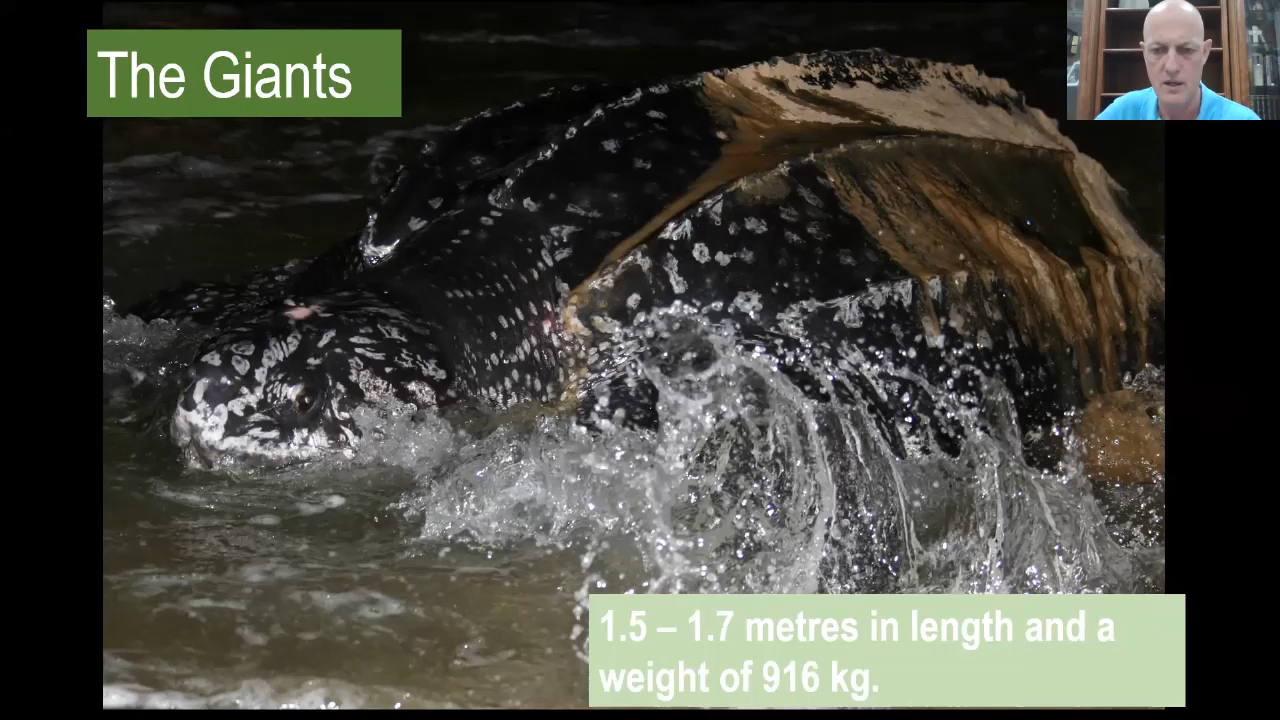 The Giants
1.5 – 1.7 metres in length and a
weight of 916 kg.